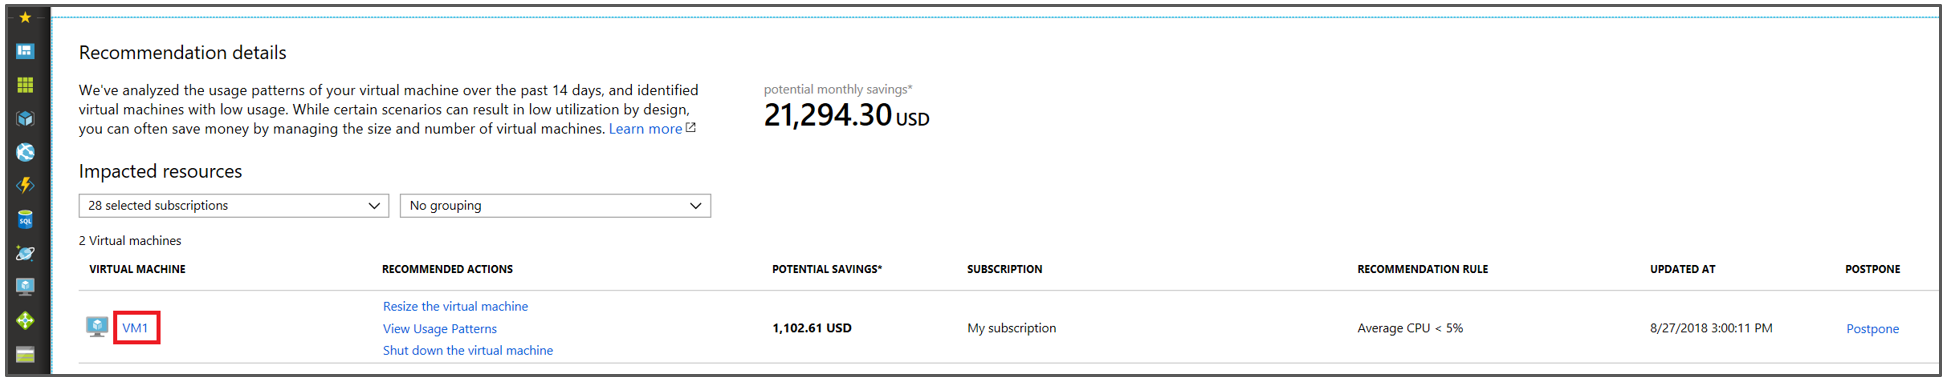 Recommendation details
We've analyzed the usage patterns of your virtual machine over the past 14 days, and identified
virtual machines with low usage. While certain scenarios can result in low utilization by design,
you can often save money by managing the size and number of virtual machines. Learn more
potential monthly savings*
21,294.30 USD
Impacted resources
28 selected subscriptions
No grouping
2 Virtual machines
VIRTUAL MACHINE RECOMMENDED ACTIONS POTENTIAL SAVINGS* SUBSCRIPTION RECOMMENDATION RULE UPDATED AT POSTPONE
Resize the virtual machine
VM1 View Usage Patterns 1,102.61 USD My subscription Average CPU < 5% 8/27/2018 3:00:11 PM Postpone
Shut down the virtual machine
SQL